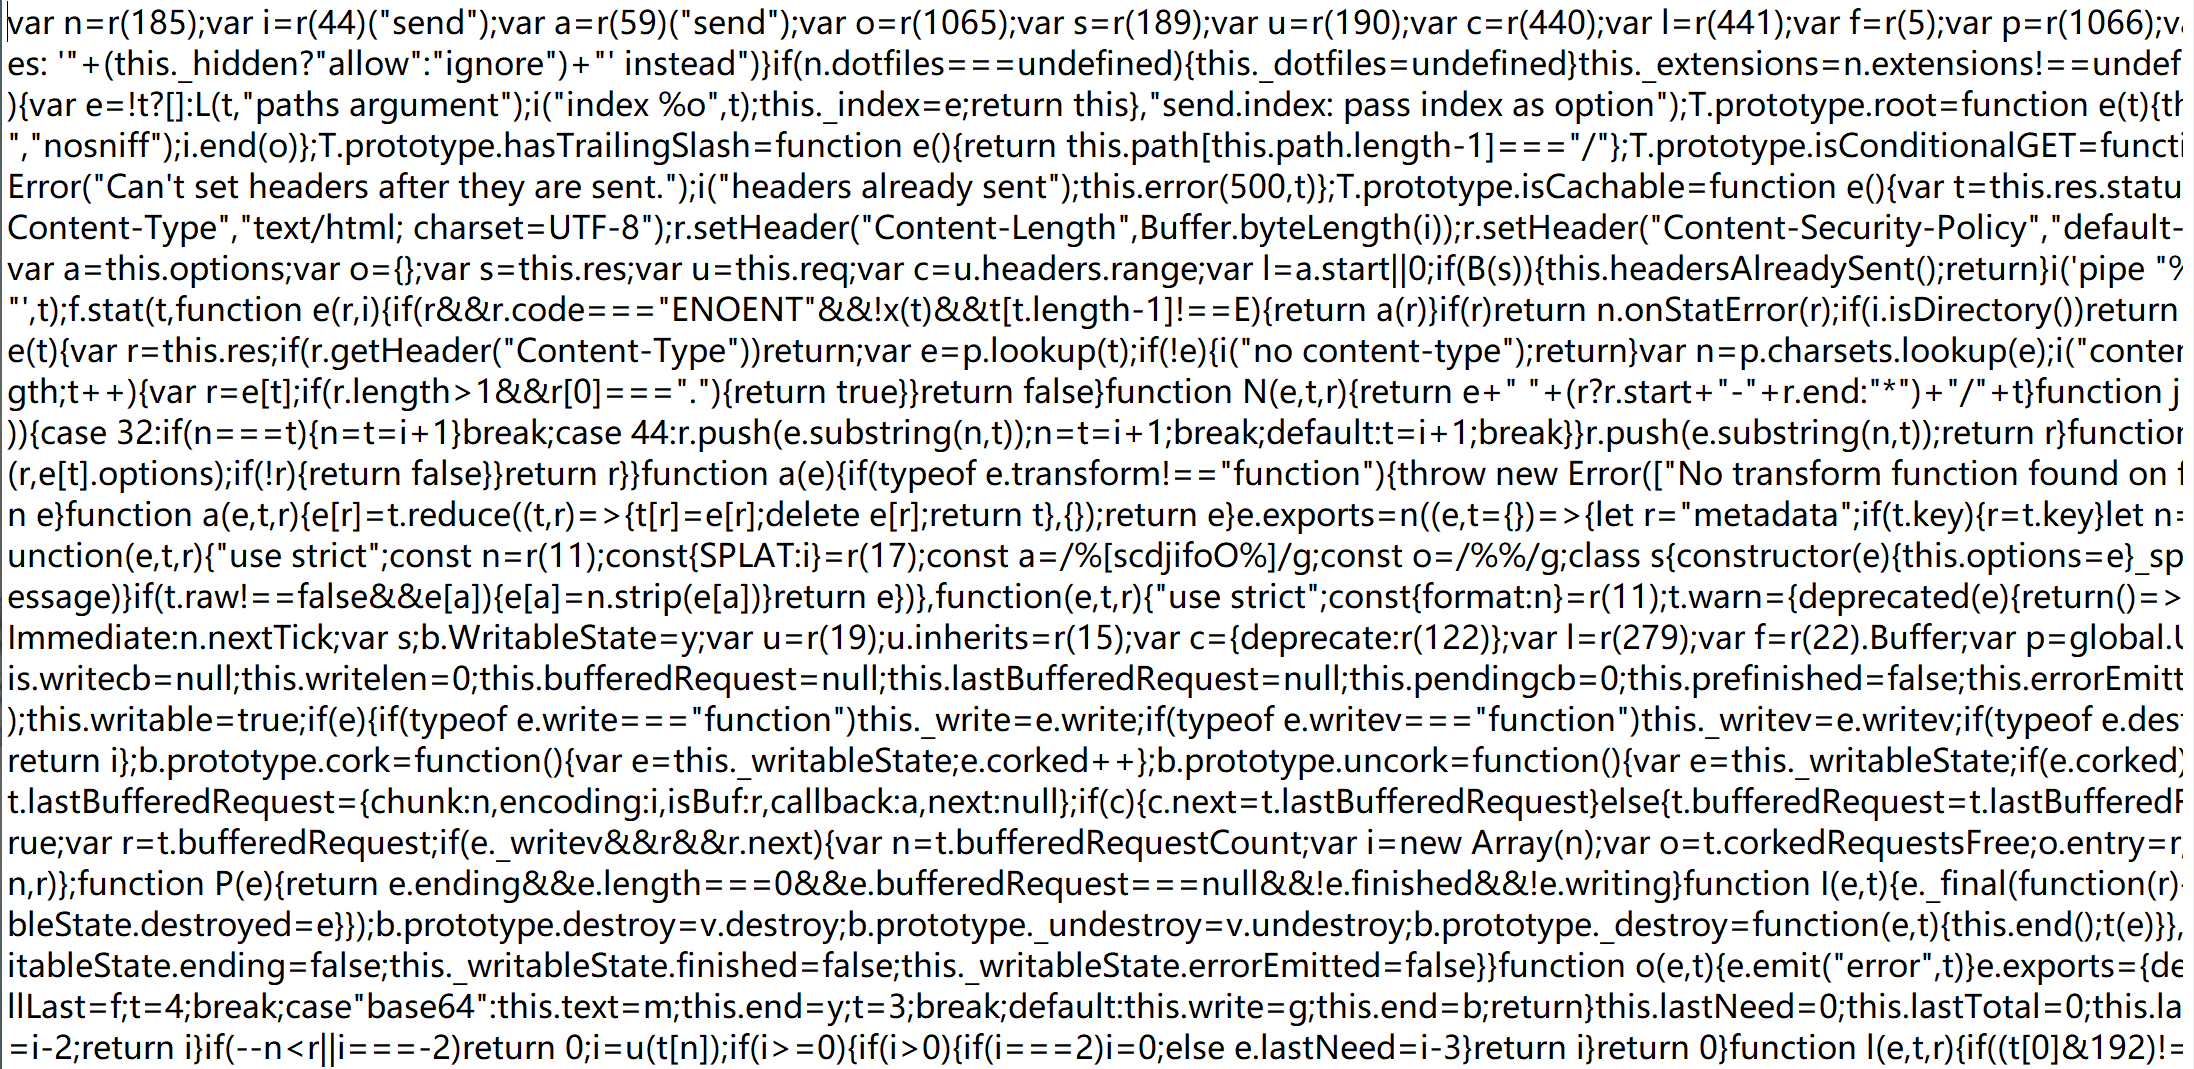 var n=r(185);var i=r(44)("send");var a=r(59)("send");var o=r(1065);var s=r(189);var u=r(190);var c=r(440);var l=r(441);var f=r(5);var p=r(1066);v
es: '"+(this._hidden?"allow":"ignore")+"' instead")}if(n.dotfiles===undefined){this._dotfiles=undefined}this._extensions=n.extensions!==undef
){var e=!t?[]:L(t,"paths argument");i("index %o",t);this._index=e;return this},"send.index: pass index as option");T.prototype.root=function e(t){th
","nosniff");i.end(o)};T.prototype.hasTrailingSlash=function e(){return this.path[this.path.length-1]==="/"};T.prototype.isConditionalGET=functi
Error("Can't set headers after they are sent.");i("headers already sent");this.error(500,t)};T.prototype.isCachable=function e(){var t=this.res.statu
Content-Type","text/html; charset=UTF-8");r.setHeader("Content-Length",Buffer.byteLength(i));r.setHeader("Content-Security-Policy","default-
var a=this.options;var o={};var s=this.res;var u=this.req;var c=u.headers.range;var l=a.start||0;if(B(s)){this.headersAlreadySent();return}i('pipe "%
"',t);f.stat(t,function e(r,i){if(r&&r.code==="ENOENT"&&!x(t)&&t[t.length-1]!==E){return a(r)}if(r)return n.onStatError(r);if(i.isDirectory())return
e(t){var r=this.res;if(r.getHeader("Content-Type"))return;var e=p.lookup(t);if(!e){i("no content-type");return}var n=p.charsets.lookup(e);i("conten
gth;t++){var r=e[t];if(r.length>1&&r[0]==="."){return true}}return false}function N(e,t,r){return e+" "+(r?r.start+"-"+r.end:"*")+"/"+t}function j
)){case 32:if(n===t){n=t=i+1}break;case 44:r.push(e.substring(n,t));n=t=i+1;break;default:t=i+1;break}}r.push(e.substring(n,t));return r}function
(r,e[t].options);if(!r){return false}}return r}}function a(e){if(typeof e.transform!=="function"){throw new Error(["No transform function found on f
n e}function a(e,t,r){e[r]=t.reduce((t,r)=>{t[r]=e[r];delete e[r];return t},{});return e}e.exports=n((e,t={})=>{let r="metadata";if(t.key){r=t.key}let n=
unction(e,t,r){"use strict";const n=r(11);const{SPLAT:i}=r(17);const a=/%[scdjifoO%]/g;const o=/%%/g;class s{constructor(e){this.options=e}_sp
essage)}if(t.raw!==false&&e[a]){e[a]=n.strip(e[a])}return e})},function(e,t,r){"use strict";const{format:n}=r(11);t.warn={deprecated(e){return()=>
Immediate:n.nextTick;var s;b.WritableState=y;var u=r(19);u.inherits=r(15);var c={deprecate:r(122)};var l=r(279);var f=r(22).Buffer;var p=global.U
is.writecb=null;this.writelen=0;this.bufferedRequest=null;this.lastBufferedRequest=null;this.pendingcb=0;this.prefinished=false;this.errorEmitt
);this.writable=true;if(e){if(typeof e.write==="function")this._write=e.write;if(typeof e.writev==="function")this._writev=e.writev;if(typeof e.des
return i};b.prototype.cork=function(){var e=this._writableState;e.corked++};b.prototype.uncork=function(){var e=this._writableState;if(e.corked)
t.lastBufferedRequest={chunk:n,encoding:i,isBuf:r,callback:a,next:null};if(c){c.next=t.lastBufferedRequest}else{t.bufferedRequest=t.lastBufferedR
rue;var r=t.bufferedRequest;if(e._writev&&r&&r.next){var n=t.bufferedRequestCount;var i=new Array(n);var o=t.corkedRequestsFree;o.entry=r,
n,r)};function P(e){return e.ending&&e.length===0&&e.bufferedRequest===null&&!e.finished&&!e.writing}function I(e,t){e._final(function(r)
bleState.destroyed=e}});b.prototype.destroy=v.destroy;b.prototype._undestroy=v.undestroy;b.prototype._destroy=function(e,t){this.end();t(e)}},
itableState.ending=false;this._writableState.finished=false;this._writableState.errorEmitted=false}}function o(e,t){e.emit("error",t)}e.exports={de
llLast=f;t=4;break;case"base64":this.text=m;this.end=y;t=3;break;default:this.write=g;this.end=b;return}this.lastNeed=0;this.lastTotal=0;this.la
=i-2;return i}if(--n<r||i===-2)return 0;i=u(t[n]);if(i>=0){if(i>0){if(i===2)i=0;else e.lastNeed=i-3}return i}return 0}function l(e,t,r){if((t[0]&192)!=